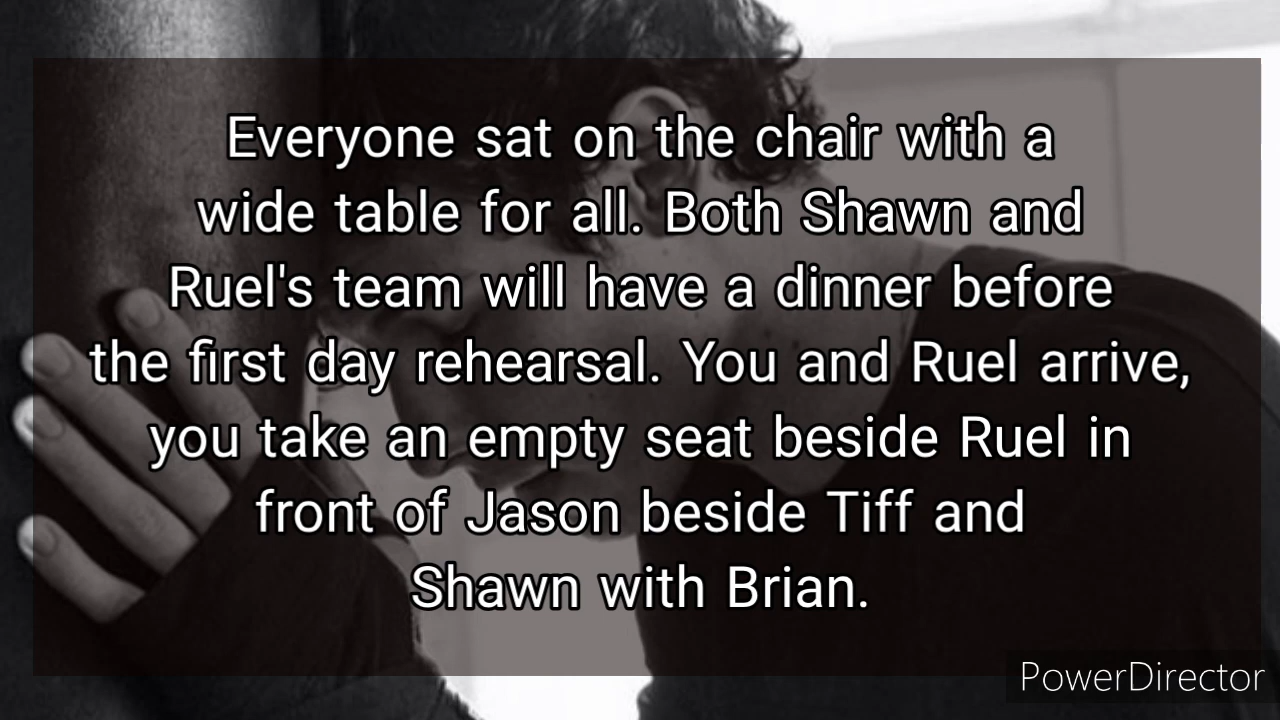 Everyone sat on the chair with a
wide table for all. Both Shawn and
Ruel's team will have a dinner before
the first day rehearsal. You and Ruel arrive,
you take an empty seat beside Ruel in
front of Jason beside Tiff and
Shawn with Brian.
PowerDirector